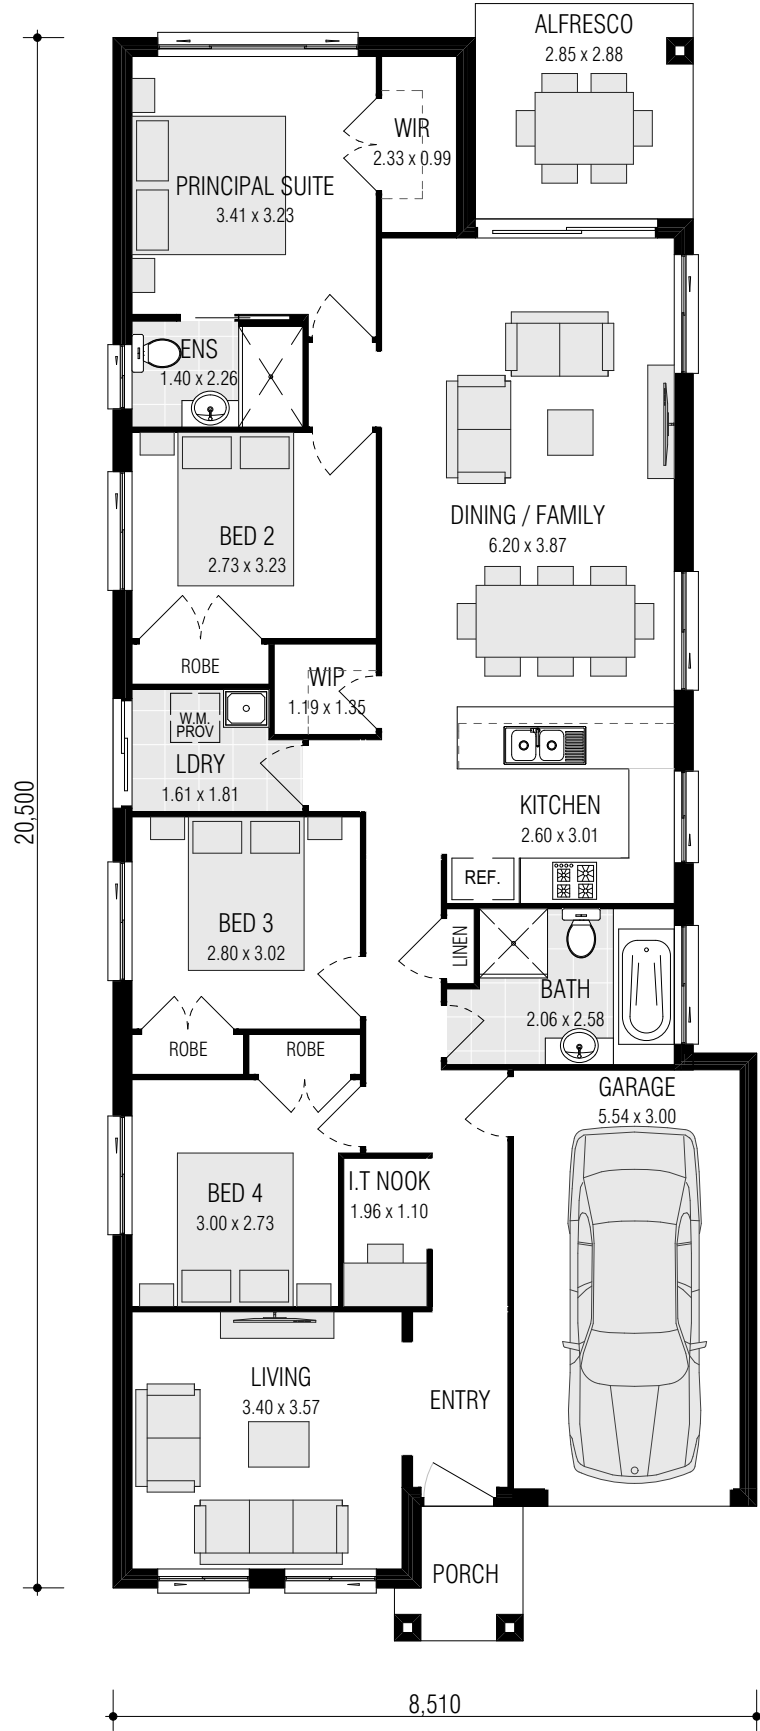 ALFRESCO
2.85 x 2.88
WIR
2.33 x 0.99
PRINCIPAL SUITE
3.41 x 3.23
ENS
1.40 x 2.26
BED 2
2.73 x 3.23
DINING / FAMILY
6.20 x 3.87
ROBE
WIP
1.19 x 1.35
W.M.
PROV
LDRY
1.61 x 1.81
20,500
KITCHEN
2.60 x 3.01
REF.
BED 3
2.80 x 3.02
LINEN
BATH
2.06 x 2.58
ROBE
ROBE
GARAGE
5.54 x 3.00
BED 4
3.00 x 2.73
I.T NOOK
1.96 x 1.10
LIVING
3.40 x 3.57
ENTRY
PORCH
8,510